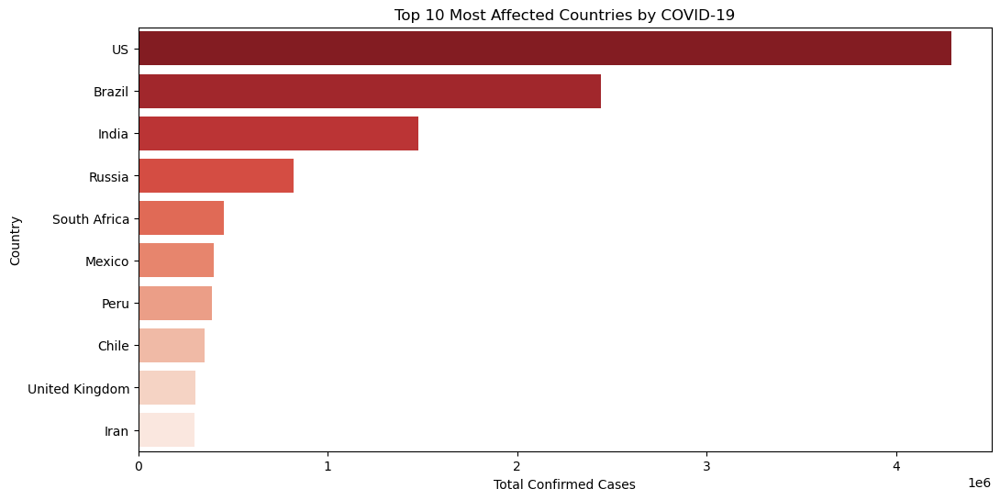 Top 10 Most Affected Countries by COVID-19
Country
US
Brazil
India
Russia
South Africa
Mexico
Peru
Chile
United Kingdom
Iran
0 1 2 3 4
1e6
Total Confirmed Cases